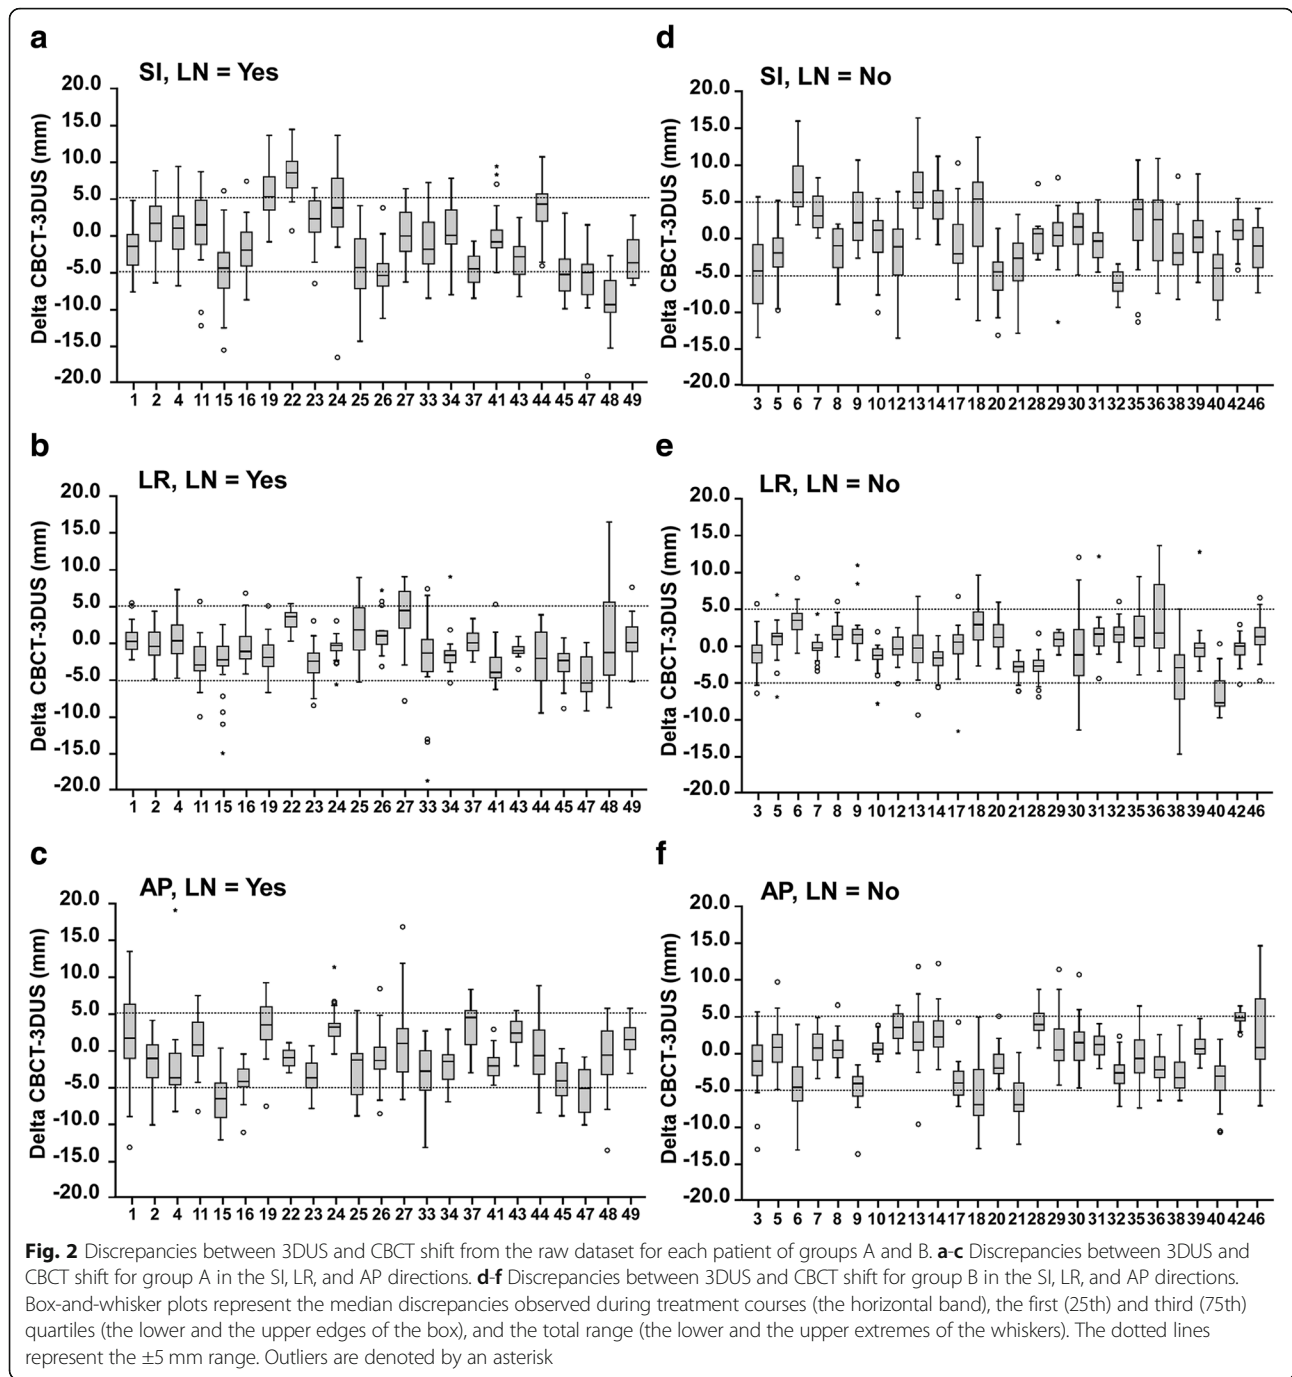 a
SI, LN = Yes
Delta CBCT-3DUS (mm)
20.0
15.0
10.0
5.0
0.0
-5.0
-10.0
-15.0
-20.0
1 2 4 11 15 16 19 22 23 24 25 26 27 33 34 37 41 43 44 45 47 48 49
d
SI, LN = No
Delta CBCT-3DUS (mm)
20.0
15.0
10.0
5.0
0.0
-5.0
-10.0
-15.0
-20.0
3 5 6 7 8 9 10 12 13 14 17 18 20 21 28 29 30 31 32 35 36 38 39 40 42 46
b
LR, LN = Yes
Delta CBCT-3DUS (mm)
20.0
15.0
10.0
5.0
0.0
-5.0
-10.0
-15.0
-20.0
1 2 4 11 15 16 19 22 23 24 25 26 27 33 34 37 41 43 44 45 47 48 49
e
LR, LN = No
Delta CBCT-3DUS (mm)
20.0
15.0
10.0
5.0
0.0
-5.0
-10.0
-15.0
-20.0
3 5 6 7 8 9 10 12 13 14 17 18 20 21 28 29 30 31 32 35 36 38 39 40 42 46
c
AP, LN = Yes
Delta CBCT-3DUS (mm)
20.0
15.0
10.0
5.0
0.0
-5.0
-10.0
-15.0
-20.0
1 2 4 11 15 16 19 22 23 24 25 26 27 33 34 37 41 43 44 45 47 48 49
f
AP, LN = No
Delta CBCT-3DUS (mm)
20.0
15.0
10.0
5.0
0.0
-5.0
-10.0
-15.0
-20.0
3 5 6 7 8 9 10 12 13 14 17 18 20 21 28 29 30 31 32 35 36 38 39 40 42 46
Fig. 2 Discrepancies between 3DUS and CBCT shift from the raw dataset for each patient of groups A and B. a-c Discrepancies between 3DUS and
CBCT shift for group A in the SI, LR, and AP directions. d-f Discrepancies between 3DUS and CBCT shift for group B in the SI, LR, and AP directions.
Box-and-whisker plots represent the median discrepancies observed during treatment courses (the horizontal band), the first (25th) and third (75th)
quartiles (the lower and the upper edges of the box), and the total range (the lower and the upper extremes of the whiskers). The dotted lines
represent the ±5 mm range. Outliers are denoted by an asterisk